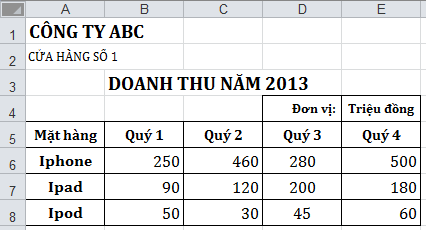 A B C D E
1 CÔNG TY ABC
2 CỬA HÀNG SỐ 1
3 DOANH THU NĂM 2013
4 Đơn vị: Triệu đồng
5 Mặt hàng Quý 1 Quý 2 Quý 3 Quý 4
6 Iphone 250 460 280 500
7 Ipad 90 120 200 180
8 Ipod 50 30 45 60